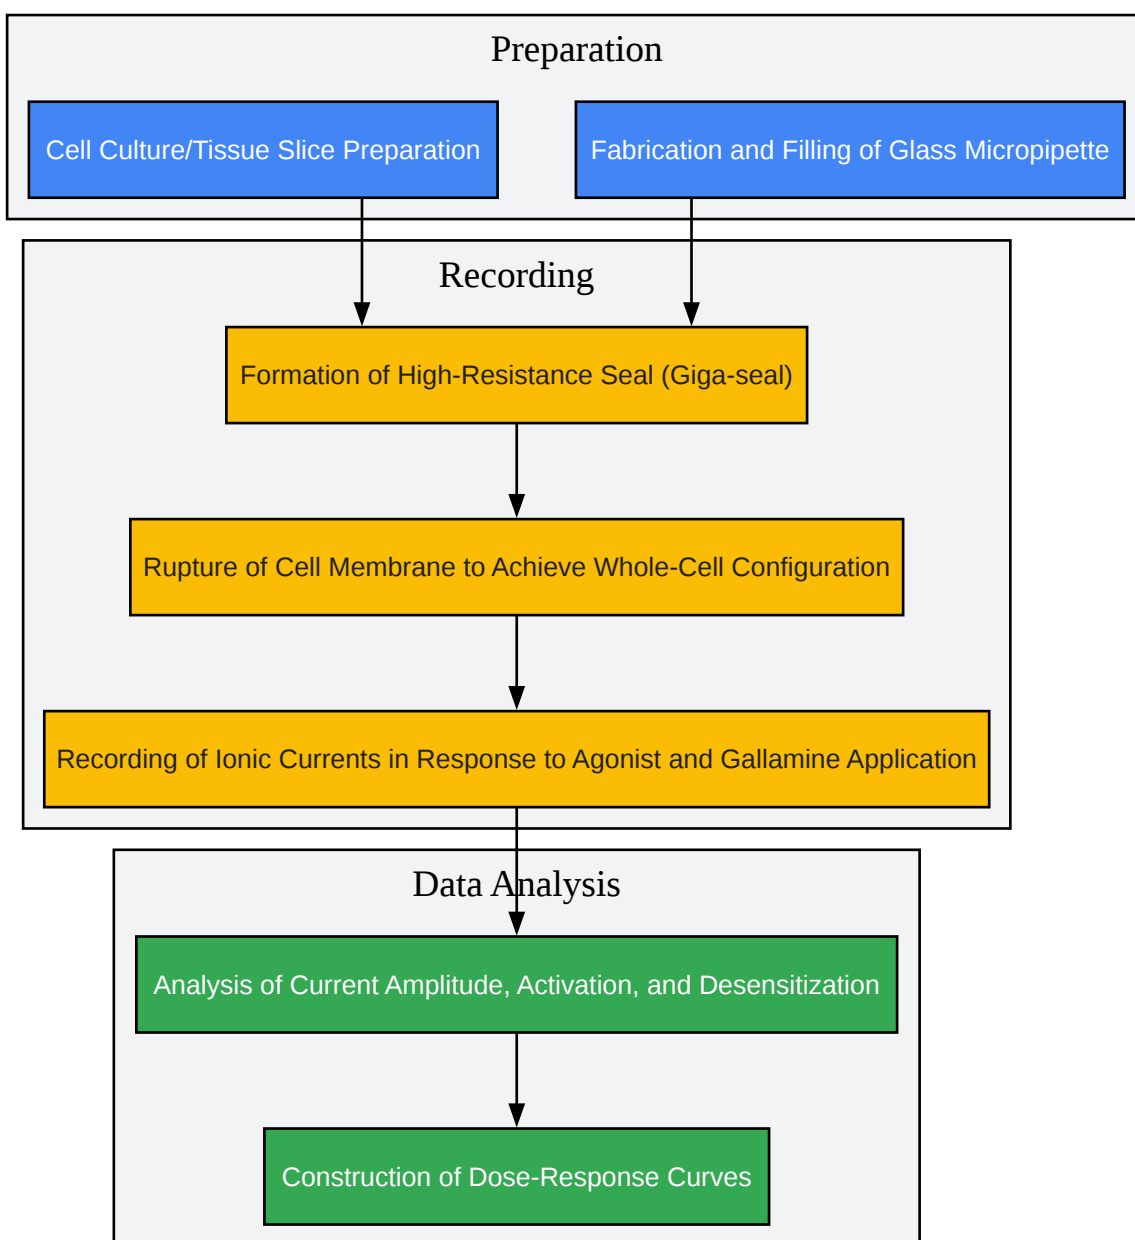 Preparation
Cell Culture/Tissue Slice Preparation
Fabrication and Filling of Glass Micropipette
Recording
Formation of High-Resistance Seal (Giga-seal)
Rupture of Cell Membrane to Achieve Whole-Cell Configuration
Recording of Ionic Currents in Response to Agonist and Gallamine Application
Data Analysis
Analysis of Current Amplitude, Activation, and Desensitization
Construction of Dose-Response Curves